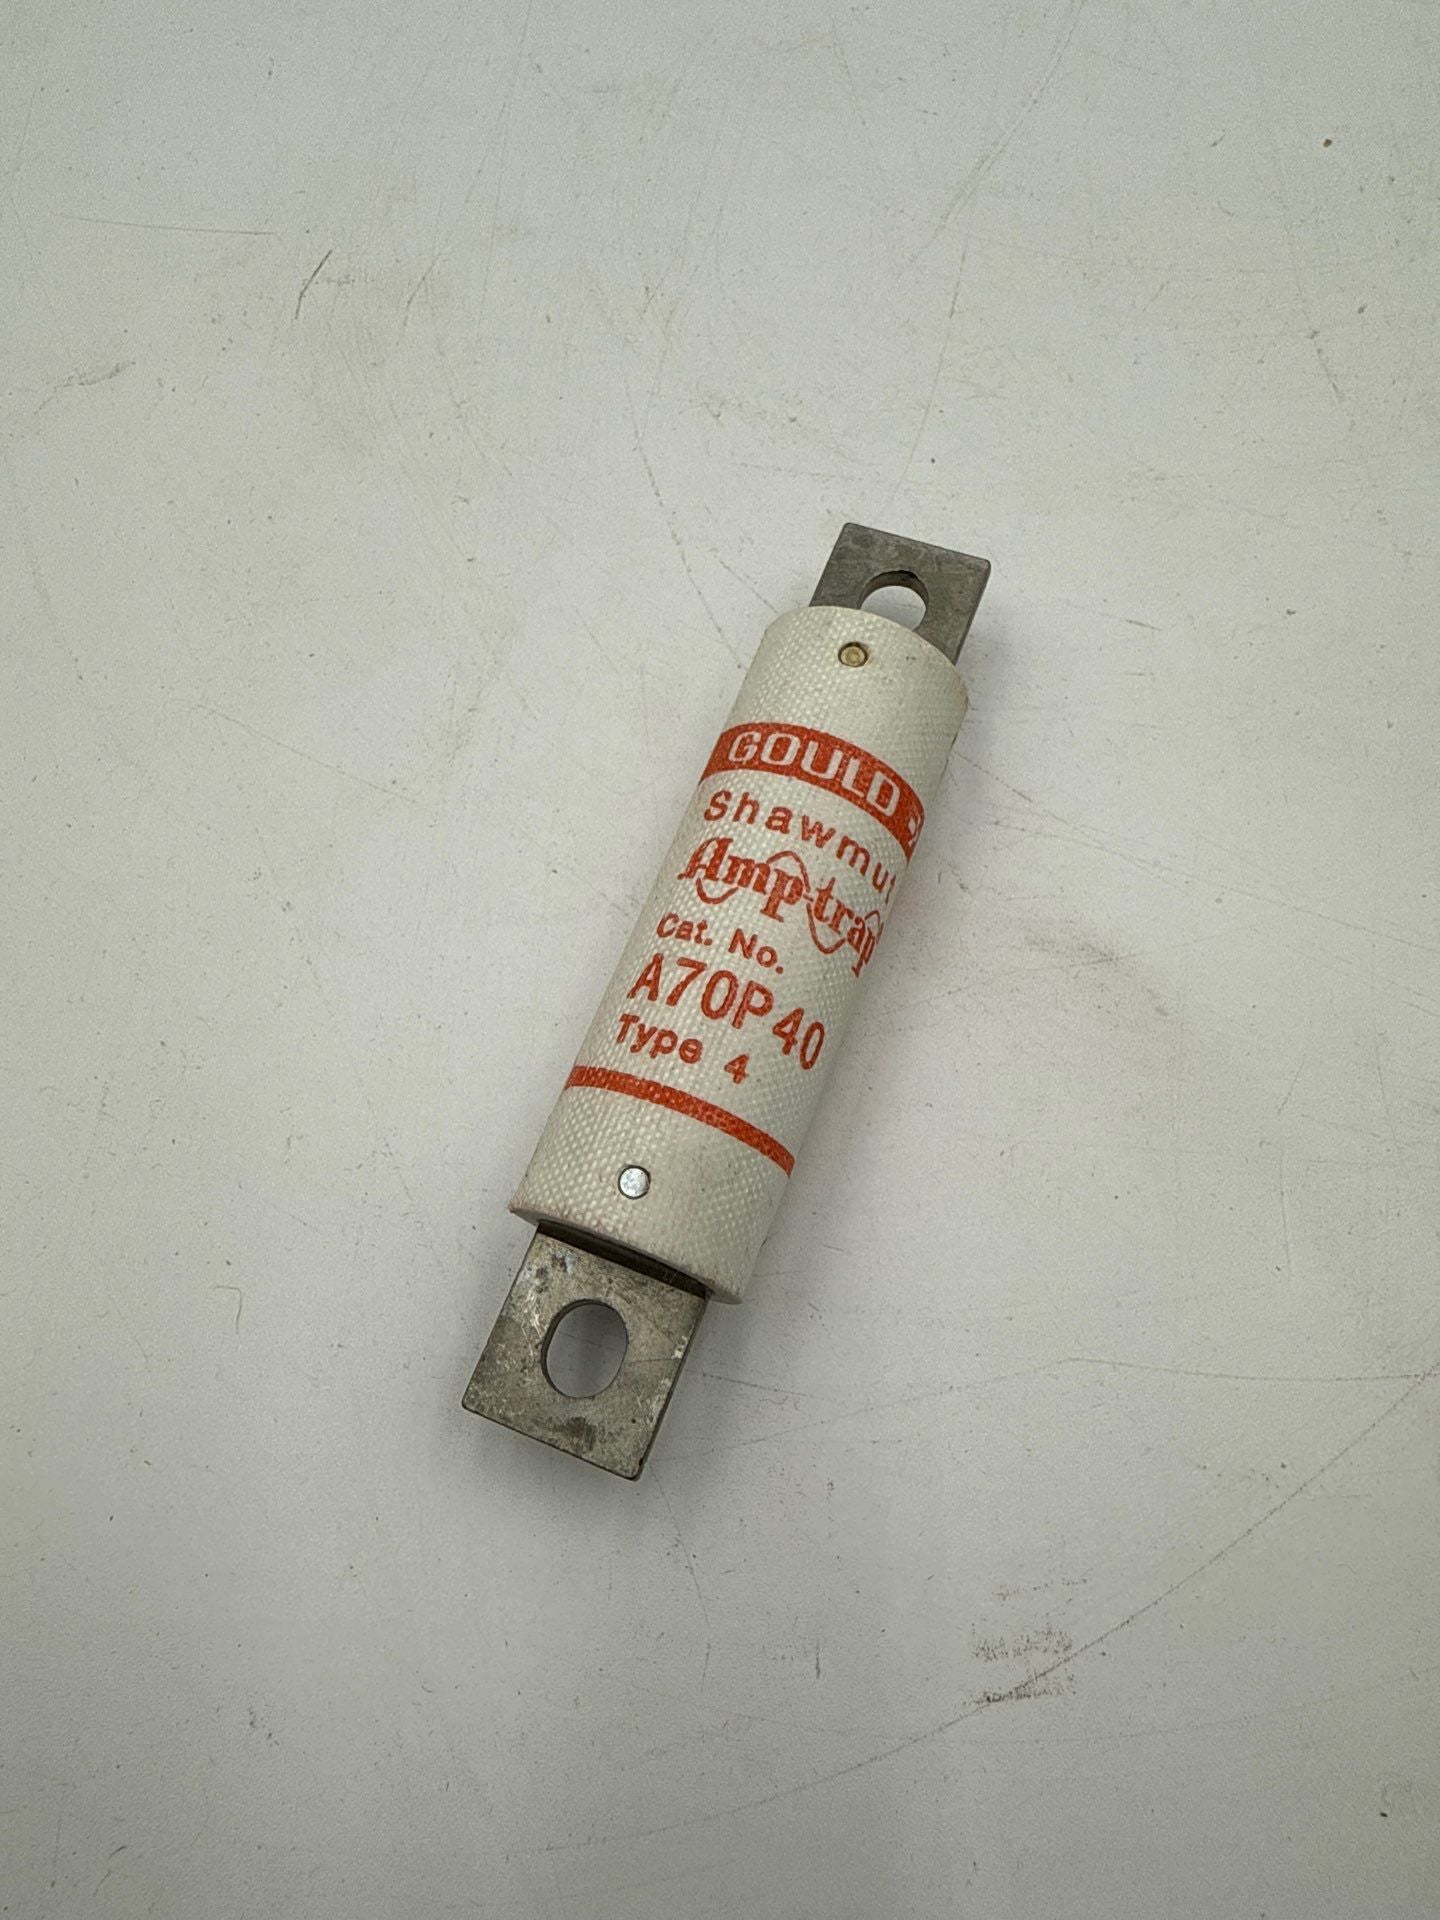 GOULD
Shawmut
Amp-trap
Cat. No.
A70P40
Type 4